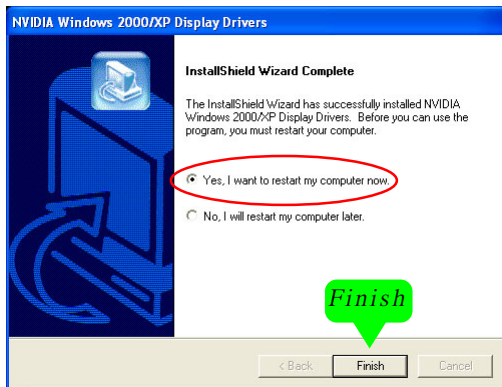 NVIDIA Windows 2000/XP Display Drivers
InstallShield Wizard Complete
The InstallShield Wizard has successfully installed NVIDIA
Windows 2000/XP Display Drivers. Before you can use the
program, you must restart your computer.
Yes, I want to restart my computer now.
No, I will restart my computer later.
Finish
< Back
Finish
Cancel